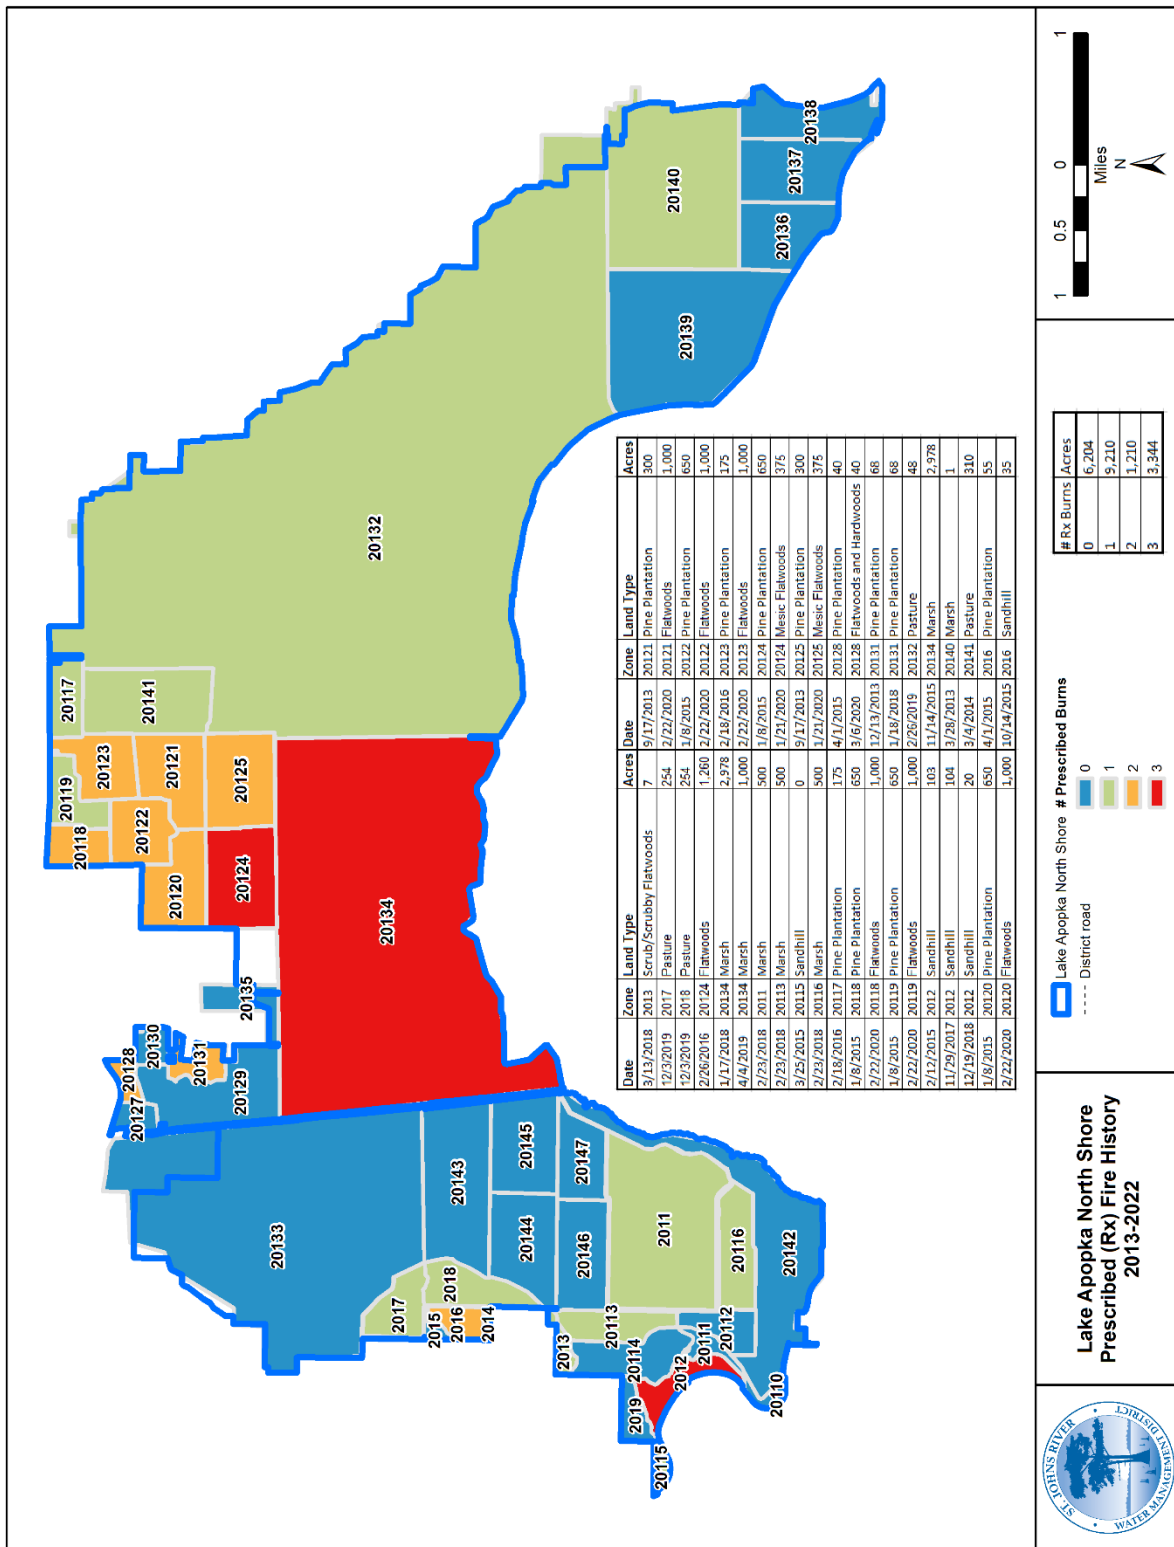 20117
20141
20123
20119
20121
20125
20118
20122
20120
20124
20132
20134
20135
20130
20128
20131
20127
20129
20140
20138
20137
20136
20139
20133
20143
20145
20147
20144
20146
2011
20116
20142
2017
2018
2015
2016
2014
2013
20113
20114
20111
20112
2012
2019
20110
20115
Date Zone Land Type Acres Date Zone Land Type Acres
3/13/2018 2013 Scrub/Scrubby Flatwoods 7 9/17/2013 20121 Pine Plantation 300
12/3/2019 2017 Pasture 254 2/22/2020 20121 Flatwoods 1,000
12/3/2019 2018 Pasture 254 1/8/2015 20122 Pine Plantation 650
2/26/2016 20124 Flatwoods 1,260 2/22/2020 20122 Flatwoods 1,000
1/17/2018 20134 Marsh 2,978 2/18/2016 20123 Pine Plantation 175
4/4/2019 20134 Marsh 1,000 2/22/2020 20123 Flatwoods 1,000
2/23/2018 2011 Marsh 500 1/8/2015 20124 Pine Plantation 650
2/23/2018 20113 Marsh 500 1/21/2020 20124 Mesic Flatwoods 375
3/25/2015 20115 Sandhill 0 9/17/2013 20125 Pine Plantation 300
2/23/2018 20116 Marsh 500 1/21/2020 20125 Mesic Flatwoods 375
2/18/2016 20117 Pine Plantation 175 4/1/2015 20128 Pine Plantation 40
1/8/2015 20118 Pine Plantation 650 3/6/2020 20128 Flatwoods and Hardwoods 40
2/22/2020 20118 Flatwoods 1,000 12/13/2013 20131 Pine Plantation 68
1/8/2015 20119 Pine Plantation 650 1/18/2018 20131 Pine Plantation 68
2/22/2020 20119 Flatwoods 1,000 2/26/2019 20132 Pasture 48
2/12/2015 2012 Sandhill 103 11/14/2015 20134 Marsh 2,978
11/29/2017 2012 Sandhill 104 3/28/2013 20140 Marsh 1
12/19/2018 2012 Sandhill 20 3/4/2014 20141 Pasture 310
1/8/2015 20120 Pine Plantation 650 4/1/2015 2016 Pine Plantation 55
2/22/2020 20120 Flatwoods 1,000 10/14/2015 2016 Sandhill 35
ST. JOHNS RIVER
WATER MANAGEMENT DISTRICT
Lake Apopka North Shore
Prescribed (Rx) Fire History
2013-2022
Lake Apopka North Shore
District road
# Prescribed Burns
0
1
2
3
# Rx Burns Acres
0 6,204
1 9,210
2 1,210
3 3,344
1 0.5 0 1
Miles
N